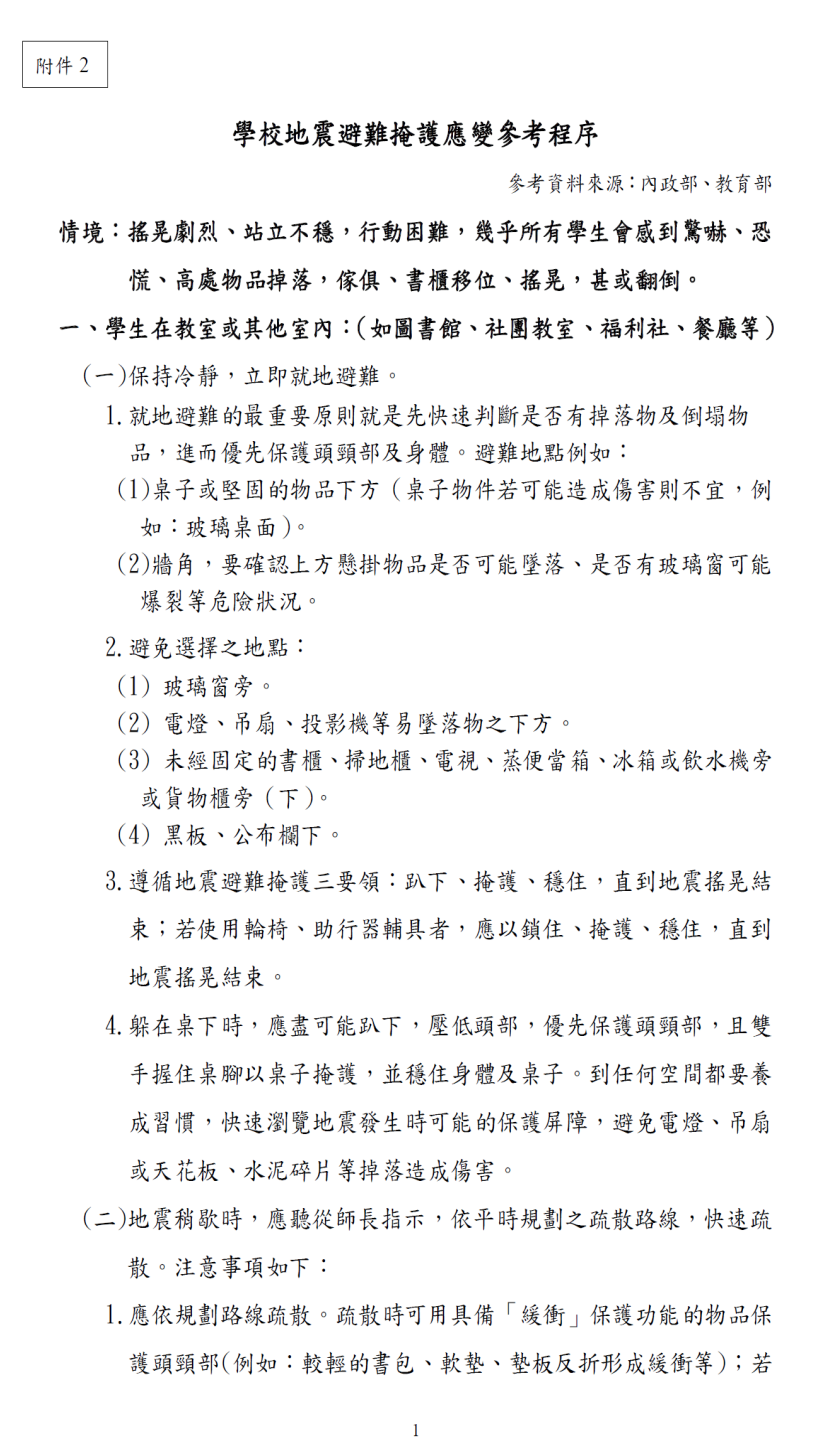 附件 2
學校地震避難掩護應變參考程序
參考資料來源：內政部、教育部
情境：搖晃劇烈、站立不穩，行動困難，幾乎所有學生會感到驚嚇、恐
慌、高處物品掉落，傢俱、書櫃移位、搖晃，甚或翻倒。
一、學生在教室或其他室內：（如圖書館、社團教室、福利社、餐廳等）
(一)保持冷靜，立即就地避難。
1.就地避難的最重要原則就是先快速判斷是否有掉落物及倒塌物
品，進而優先保護頭頸部及身體。避難地點例如：
(1)桌子或堅固的物品下方（桌子物件若可能造成傷害則不宜，例
如：玻璃桌面）。
(2)牆角，要確認上方懸掛物品是否可能墜落、是否有玻璃窗可能
爆裂等危險狀況。
2.避免選擇之地點：
(1) 玻璃窗旁。
(2) 電燈、吊扇、投影機等易墜落物之下方。
(3) 未經固定的書櫃、掃地櫃、電視、蒸便當箱、冰箱或飲水機旁
或貨物櫃旁（下）。
(4) 黑板、公布欄下。
3.遵循地震避難掩護三要領：趴下、掩護、穩住，直到地震搖晃結
束；若使用輪椅、助行器輔具者，應以鎖住、掩護、穩住，直到
地震搖晃結束。
4.躲在桌下時，應盡可能趴下，壓低頭部，優先保護頭頸部，且雙
手握住桌腳以桌子掩護，並穩住身體及桌子。到任何空間都要養
成習慣，快速瀏覽地震發生時可能的保護屏障，避免電燈、吊扇
或天花板、水泥碎片等掉落造成傷害。
(二)地震稍歇時，應聽從師長指示，依平時規劃之疏散路線，快速疏
散。注意事項如下：
1.應依規劃路線疏散。疏散時可用具備「緩衝」保護功能的物品保
護頭頸部(例如：較輕的書包、軟墊、墊板反折形成緩衝等)；若
1